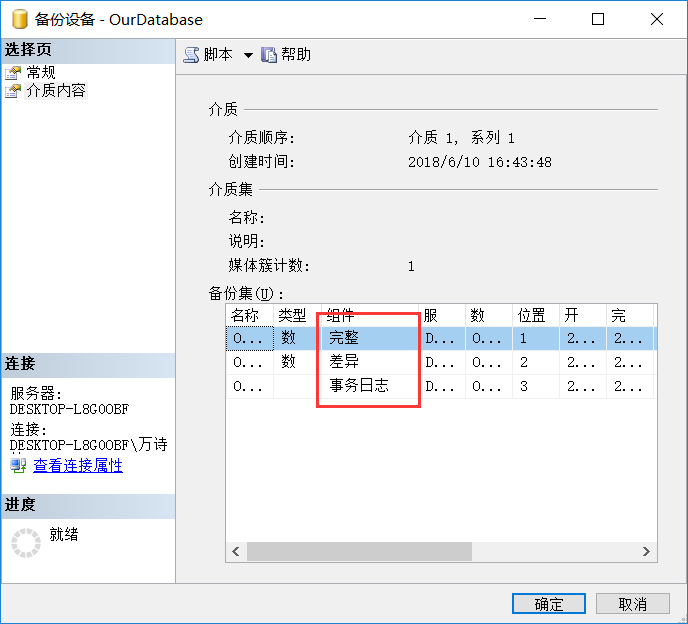 备份设备 - OurDatabase
选择页
常规
介质内容
脚本
帮助
介质
介质顺序: 介质 1, 系列 1
创建时间: 2018/6/10 16:43:48
介质集
名称:
说明:
媒体簇计数: 1
备份集(U):
名称 类型 组件 服 数 位置 开 完
O... 数 完整 D... O... 1 2... 2...
O... 数 差异 D... O... 2 2... 2...
O... 事务日志 D... O... 3 2... 2...
连接
服务器:
DESKTOP-L8GOOBF
连接:
DESKTOP-L8GOOBF\万诗
查看连接属性
进度
就绪
确定
取消